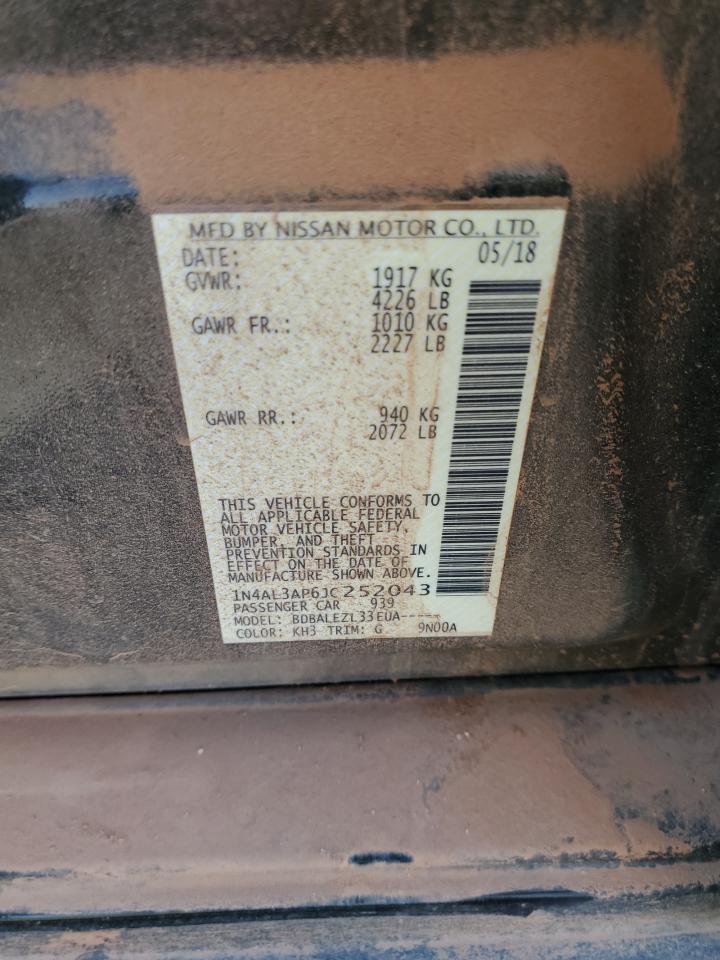 MFD BY NISSAN MOTOR CO., LTD.
DATE: 05/18
GVWR: 1917 KG
4226 LB
GAWR FR.: 1010 KG
2227 LB
GAWR RR.: 940 KG
2072 LB
THIS VEHICLE CONFORMS TO
ALL APPLICABLE FEDERAL
MOTOR VEHICLE SAFETY,
BUMPER, AND THEFT
PREVENTION STANDARDS IN
EFFECT ON THE DATE OF
MANUFACTURE SHOWN ABOVE.
1N4AL3AP6JC252043
PASSENGER CAR 939
MODEL: BDBALEZL33EUA-----
COLOR: KH3 TRIM: G 9N00A